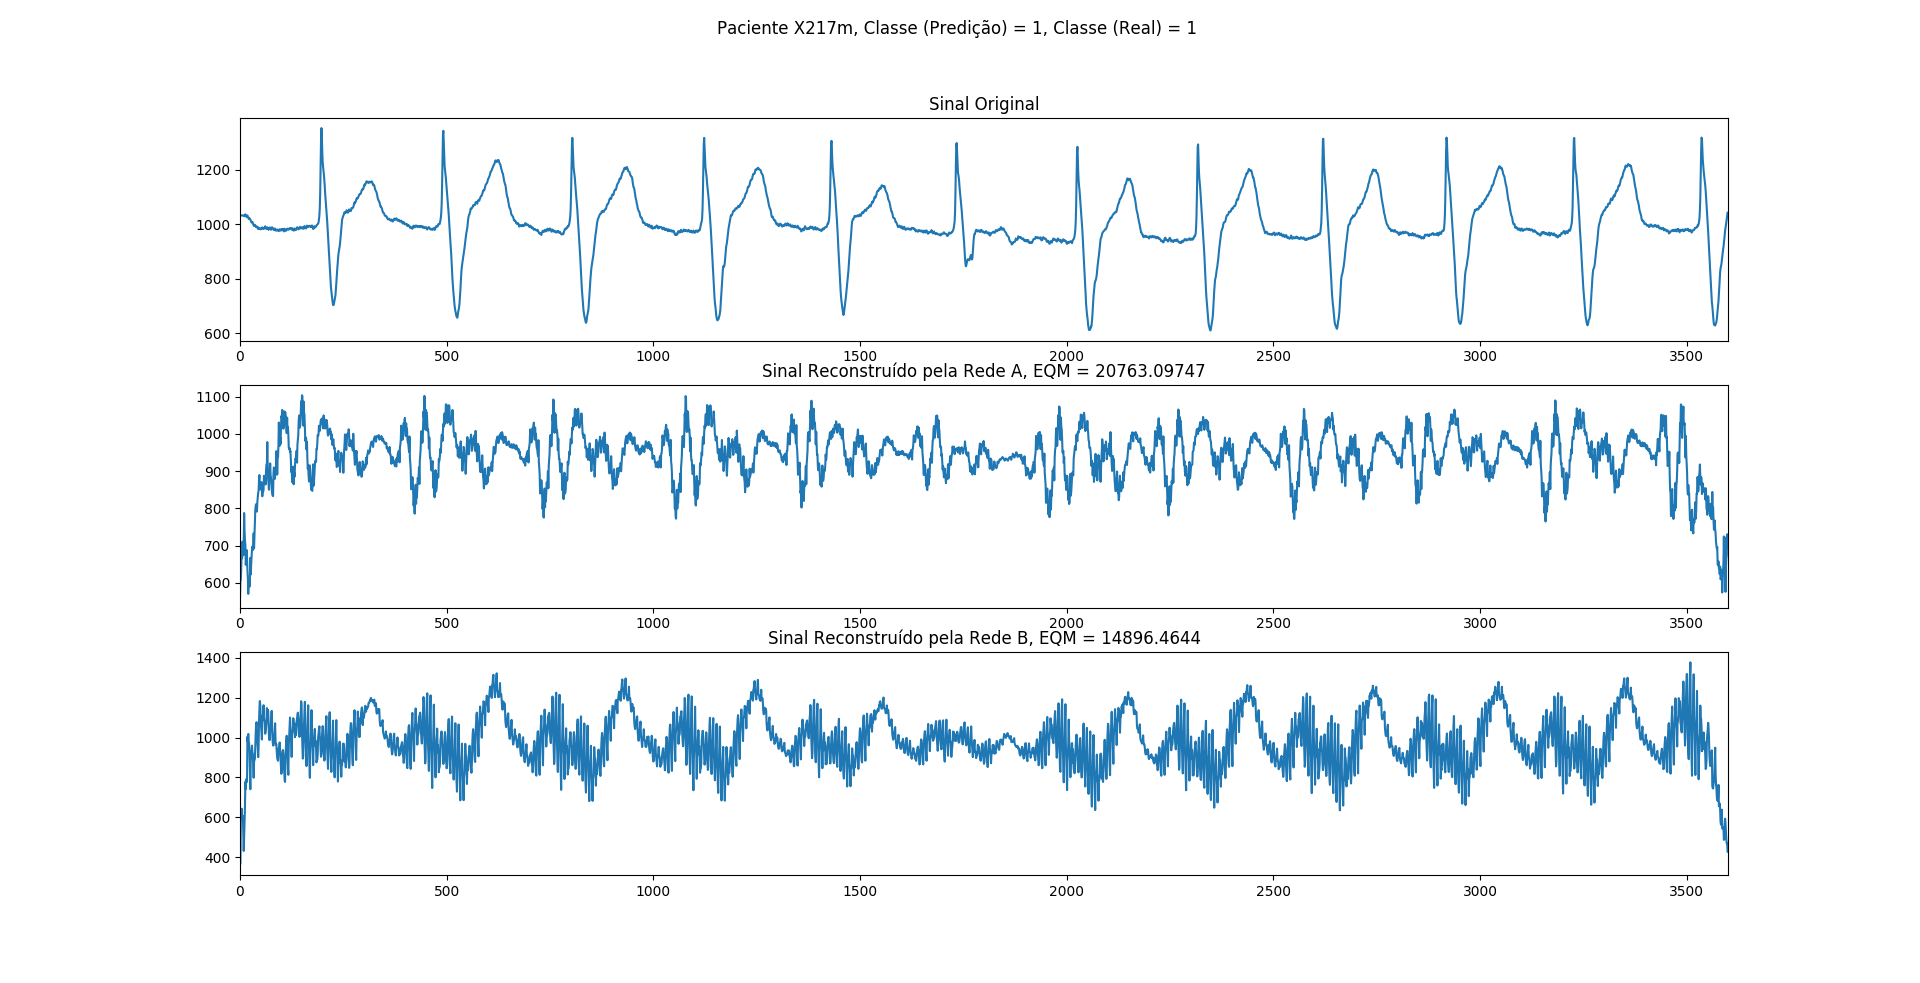 Paciente X217m, Classe (Predição) = 1, Classe (Real) = 1
Sinal Original
1200
1000
800
600
0 500 1000 1500 2000 2500 3000 3500
Sinal Reconstruído pela Rede A, EQM = 20763.09747
1100
1000
900
800
700
600
0 500 1000 1500 2000 2500 3000 3500
Sinal Reconstruído pela Rede B, EQM = 14896.4644
1400
1200
1000
800
600
400
0 500 1000 1500 2000 2500 3000 3500